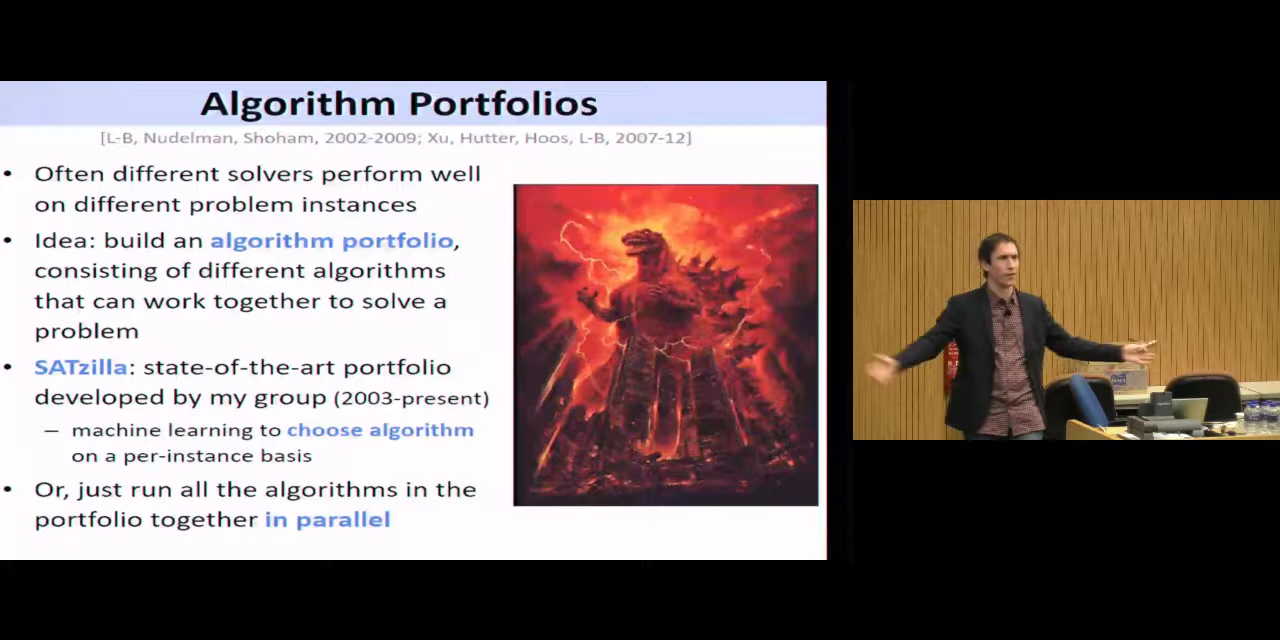 Algorithm Portfolios
[L-B, Nudelman, Shoham, 2002-2009; Xu, Hutter, Hoos, L-B, 2007-12]
• Often different solvers perform well
on different problem instances
• Idea: build an algorithm portfolio,
consisting of different algorithms
that can work together to solve a
problem
• SATzilla: state-of-the-art portfolio
developed by my group (2003-present)
– machine learning to choose algorithm
on a per-instance basis
• Or, just run all the algorithms in the
portfolio together in parallel